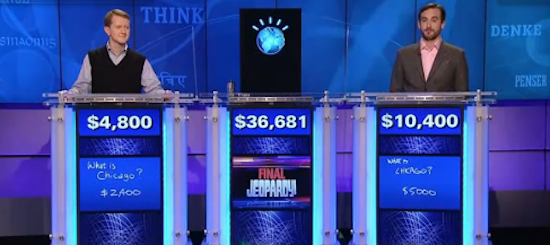 THINK
DENKE
PENSER
$4,800
$36,681
$10,400
What is
Chicago?
$2,400
FINAL
JEOPARDY!
WHAT IS
CHICAGO?
$5000